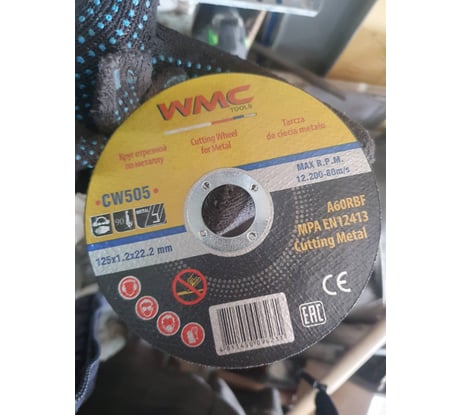 WMC
TOOLS
Круг отрезной
по металлу
Cutting Wheel
for Metal
Tarcza
do cięcia metalu
• CW505 •
MAX R.P.M.
12.200-80m/s
METAL
125x1.2x22.2 mm
A60RBF
MPA EN12413
Cutting Metal
CE
EAC